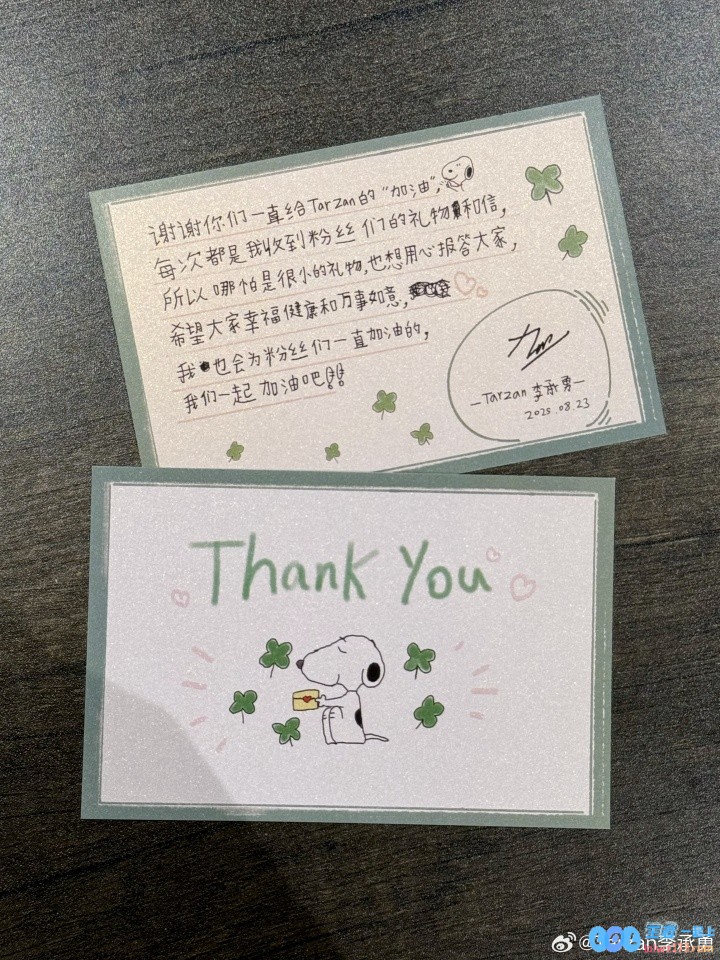 谢谢你们一直给Tarzan的“加油”,
每次都是我收到粉丝们的礼物和信,
所以哪怕是很小的礼物,也想用心报答大家,
希望大家幸福健康和万事如意,
我也会为粉丝们一直加油的,
我们一起加油吧!!
—Tarzan 李承勇—
2025.08.23
Thank You
李承勇